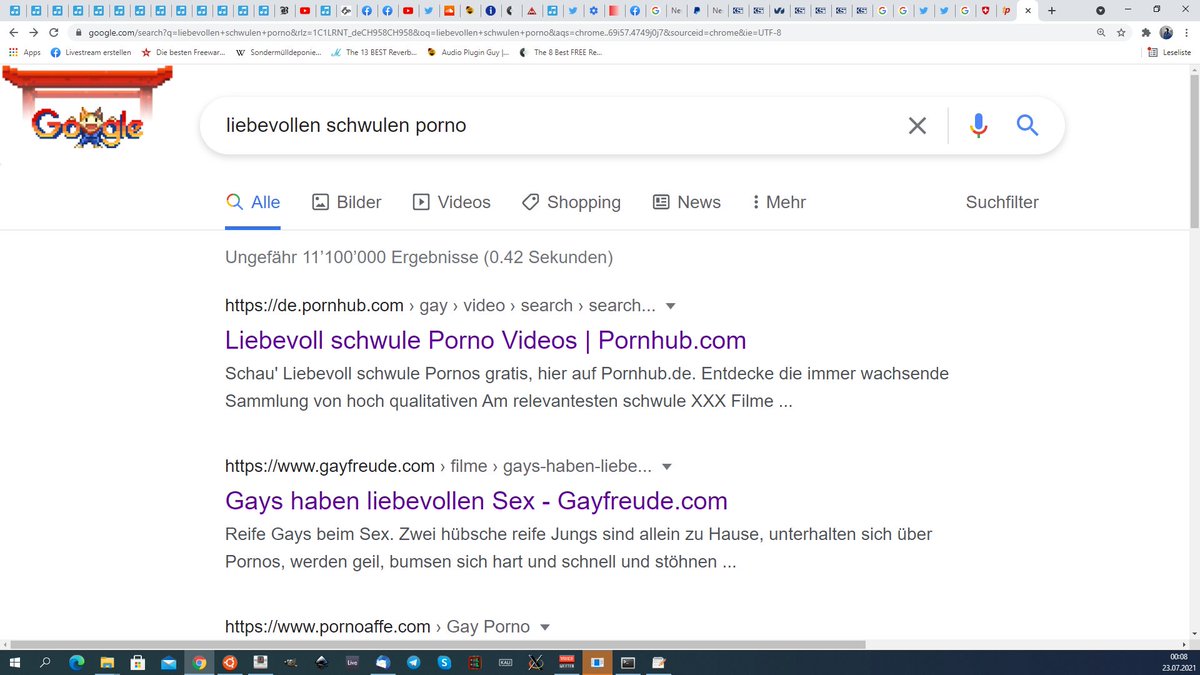 Ne
Ne
google.com/search?q=liebevollen+schwulen+porno&rlz=1C1LRNT_deCH958CH958&oq=liebevollen+schwulen+porno&aqs=chrome..69i57.4749j0j7&sourceid=chrome&ie=UTF-8
Apps
Livestream erstellen
Die besten Freewar...
Sondermülldeponie...
The 13 BEST Reverb...
Audio Plugin Guy |...
The 8 Best FREE Re...
Leseliste
Google
liebevollen schwulen porno
Alle
Bilder
Videos
Shopping
News
Mehr
Suchfilter
Ungefähr 11’100’000 Ergebnisse (0.42 Sekunden)
https://de.pornhub.com › gay › video › search › search...
Liebevoll schwule Porno Videos | Pornhub.com
Schau' Liebevoll schwule Pornos gratis, hier auf Pornhub.de. Entdecke die immer wachsende
Sammlung von hoch qualitativen Am relevantesten schwule XXX Filme ...
https://www.gayfreude.com › filme › gays-haben-liebe...
Gays haben liebevollen Sex - Gayfreude.com
Reife Gays beim Sex. Zwei hübsche reife Jungs sind allein zu Hause, unterhalten sich über
Pornos, werden geil, bumsen sich hart und schnell und stöhnen ...
https://www.pornoaffe.com › Gay Porno
Live
KALI
00:08
23.07.2021